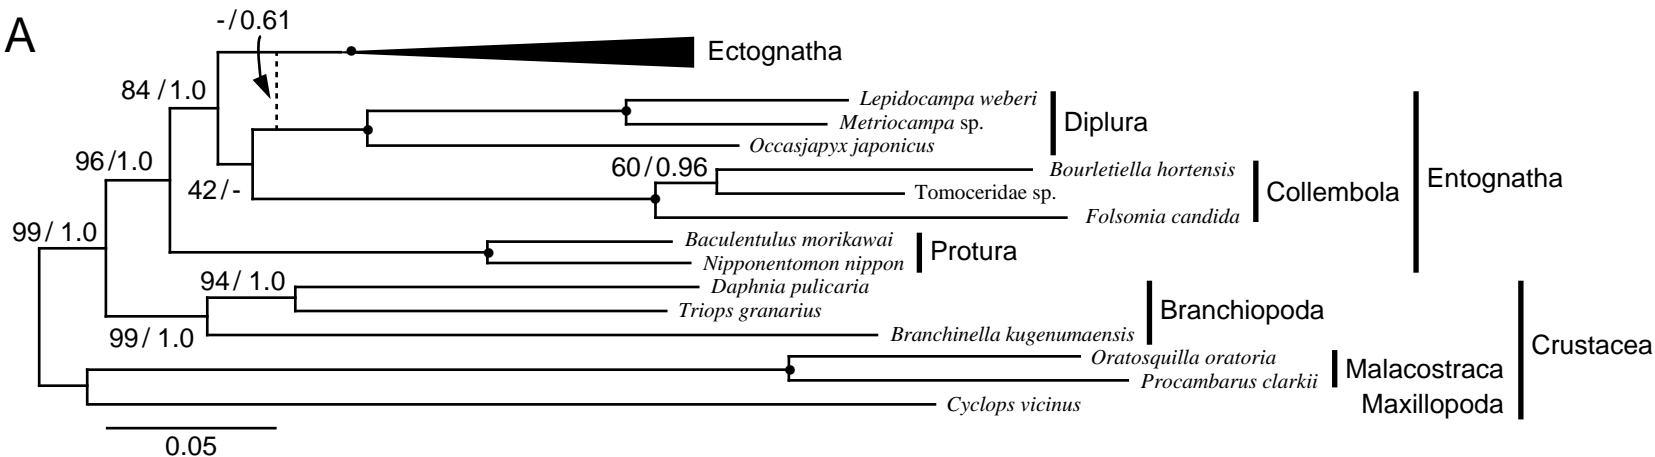 A
-/0.61
Ectognatha
84 / 1.0
Lepidocampa weberi
Metriocampa sp.
Diplura
Occasjapyx japonicus
96/1.0
60/0.96
Bourletiella hortensis
42/-
Tomoceridae sp.
Collembola
Entognatha
Folsomia candida
99/ 1.0
Baculentulus morikawai
Protura
Nipponentomon nippon
94/ 1.0
Daphnia pulicaria
Triops granarius
Branchiopoda
99/ 1.0
Branchinella kugenumaensis
Crustacea
Oratosquilla oratoria
Malacostraca
Procambarus clarkii
Maxillopoda
Cyclops vicinus
0.05